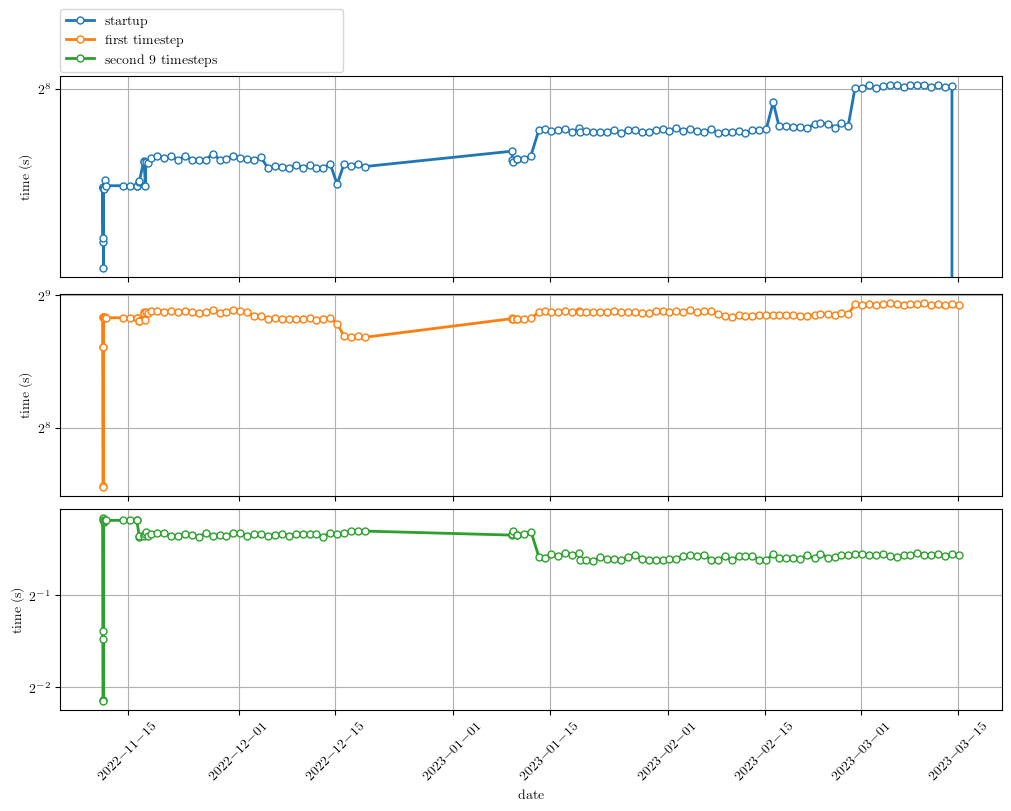 startup
first timestep
second 9 timesteps
2^8
time (s)
2^9
time (s)
2^8
2^−1
time (s)
2^−2
2022−11−15
2022−12−01
2022−12−15
2023−01−01
2023−01−15
2023−02−01
2023−02−15
2023−03−01
2023−03−15
date